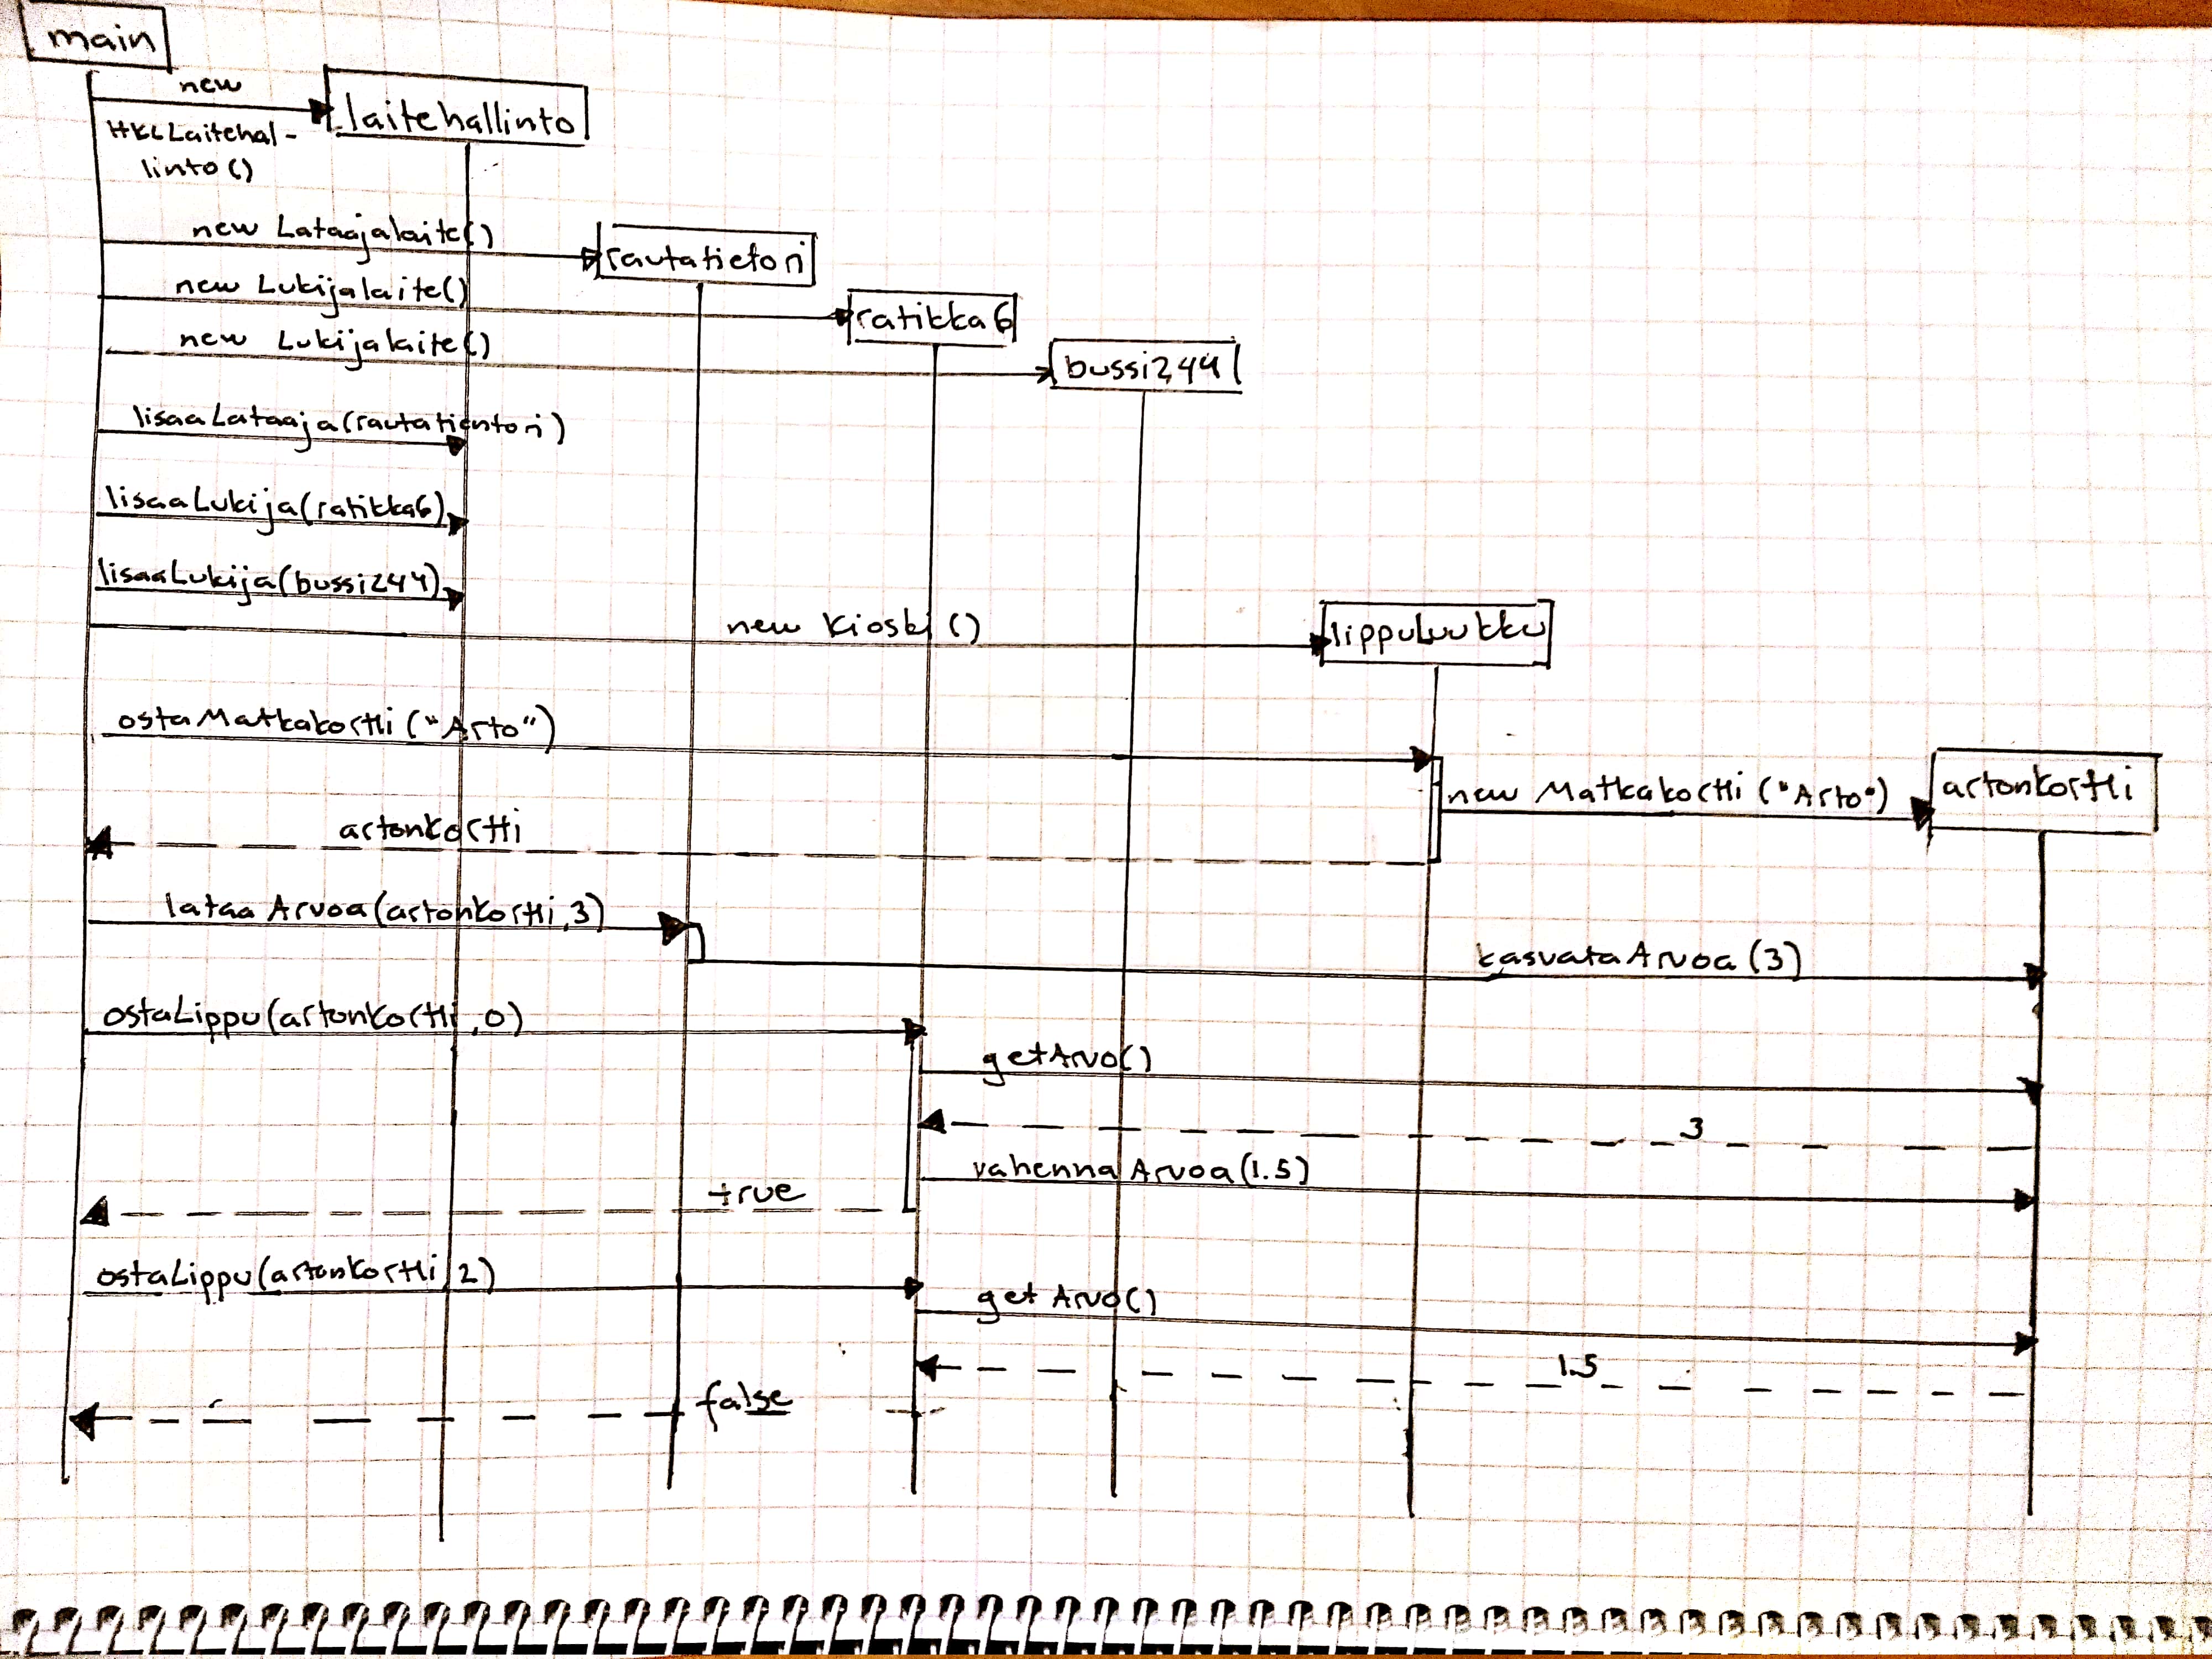 main
new
HKLLaitehal-
linto()
laitehallinto
new Lataajalaite()
rautatietori
new Lukijalaite()
ratikka6
new Lukijalaite()
bussi244
lisaaLataaja(rautatientori)
lisaaLukija(ratikka6)
lisaaLukija(bussi244)
new Kioski()
lippuluukku
ostaMatkakortti("Arto")
new Matkakortti("Arto")
artonkortti
artonkortti
lataaArvoa(artonkortti,3)
kasvataArvoa(3)
ostaLippu(artonkortti,0)
getArvo()
3
vahennaArvoa(1.5)
true
ostaLippu(artonkortti,2)
getArvo()
1.5
false